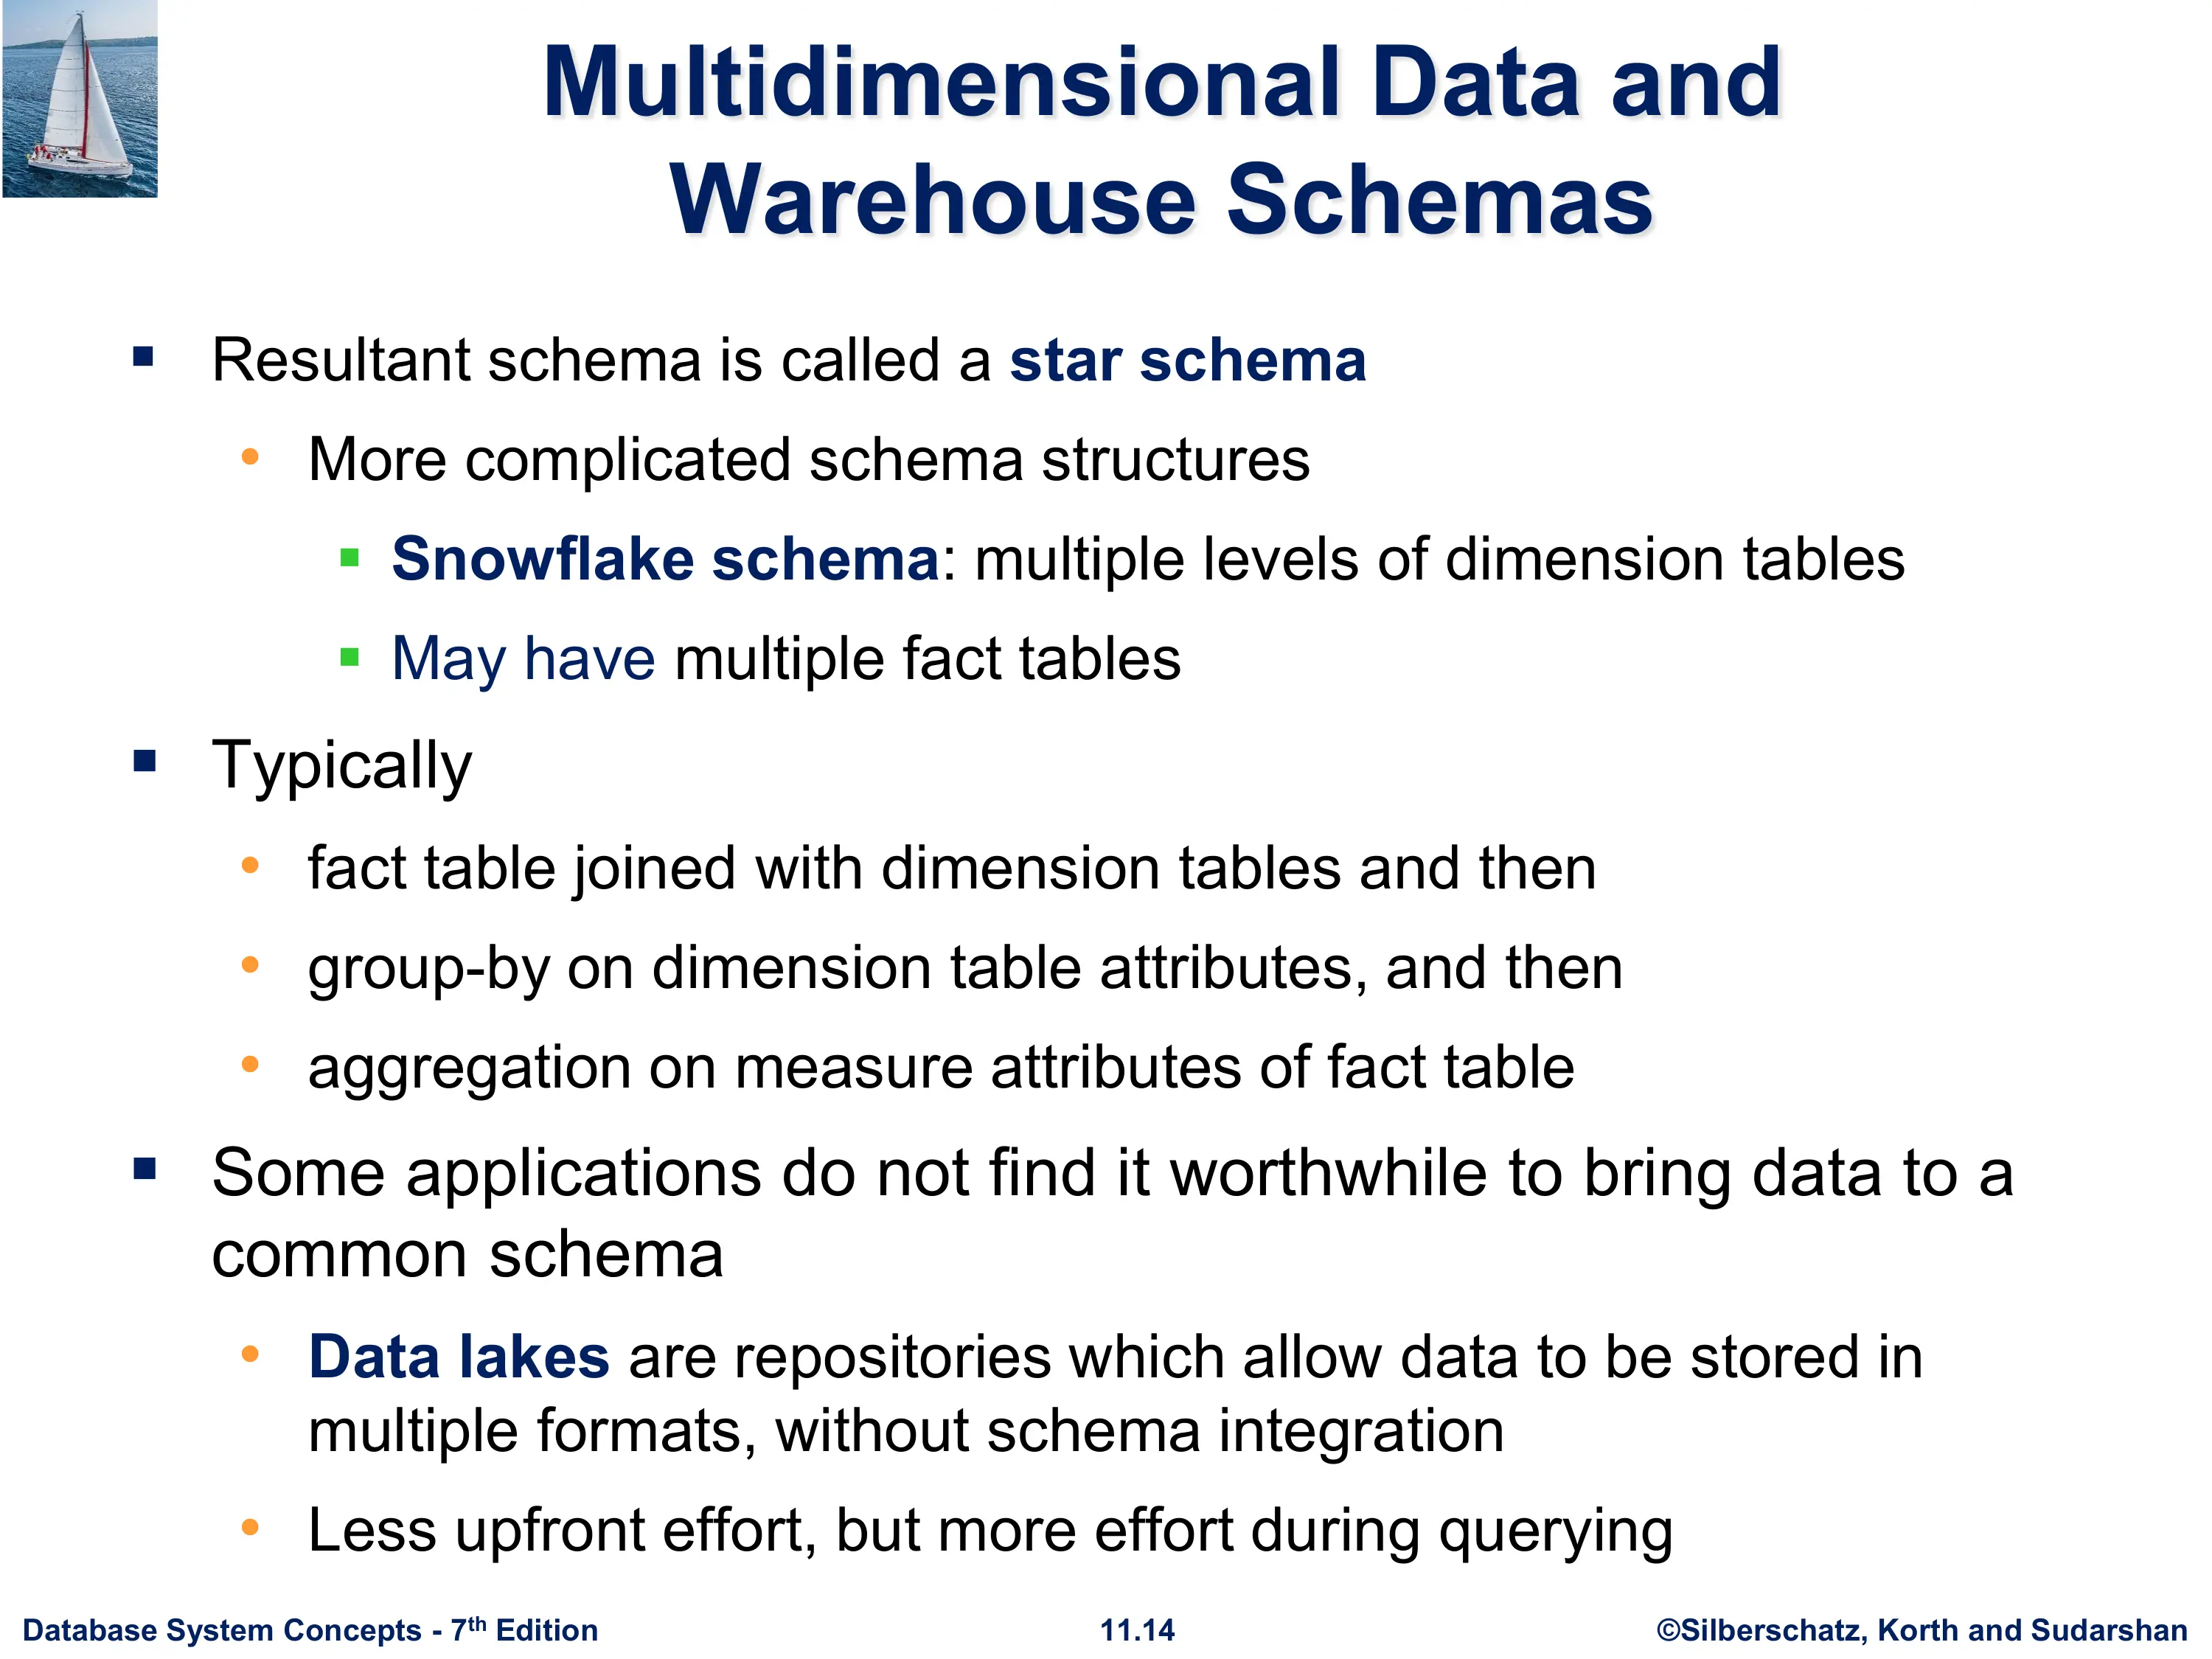 Multidimensional Data and
Warehouse Schemas
▪ Resultant schema is called a star schema
• More complicated schema structures
▪ Snowflake schema: multiple levels of dimension tables
▪ May have multiple fact tables
▪ Typically
• fact table joined with dimension tables and then
• group-by on dimension table attributes, and then
• aggregation on measure attributes of fact table
▪ Some applications do not find it worthwhile to bring data to a
common schema
• Data lakes are repositories which allow data to be stored in
multiple formats, without schema integration
• Less upfront effort, but more effort during querying
Database System Concepts - 7th Edition
11.14
©Silberschatz, Korth and Sudarshan